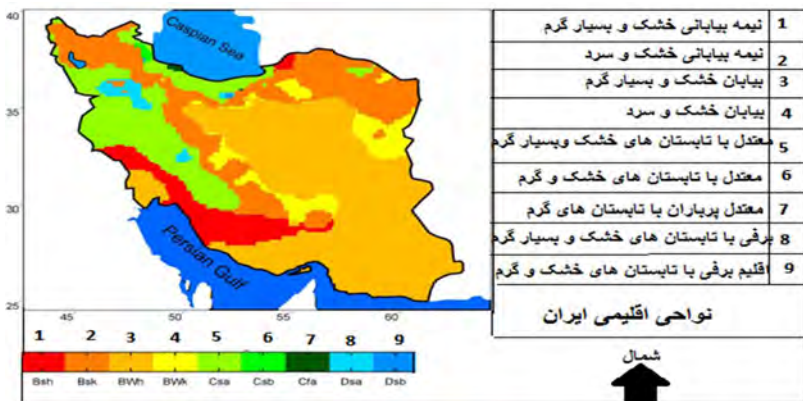 40
35
30
25
45
50
55
60
Caspian Sea
Persian Gulf
1 2 3 4 5 6 7 8 9
Bsh Bsk BWh BWk Csa Csb Cfa Dsa Dsb
نیمه بیابانی خشک و بسیار گرم 1
نیمه بیابانی خشک و سرد 2
بیابان خشک و بسیار گرم 3
بیابان خشک و سرد 4
معتدل با تابستان های خشک وبسیار گرم 5
معتدل با تابستان های خشک و گرم 6
معتدل پرباران با تابستان های گرم 7
برفی با تابستان های خشک و بسیار گرم 8
اقلیم برفی با تابستان های خشک و گرم 9
نواحی اقلیمی ایران
شمال